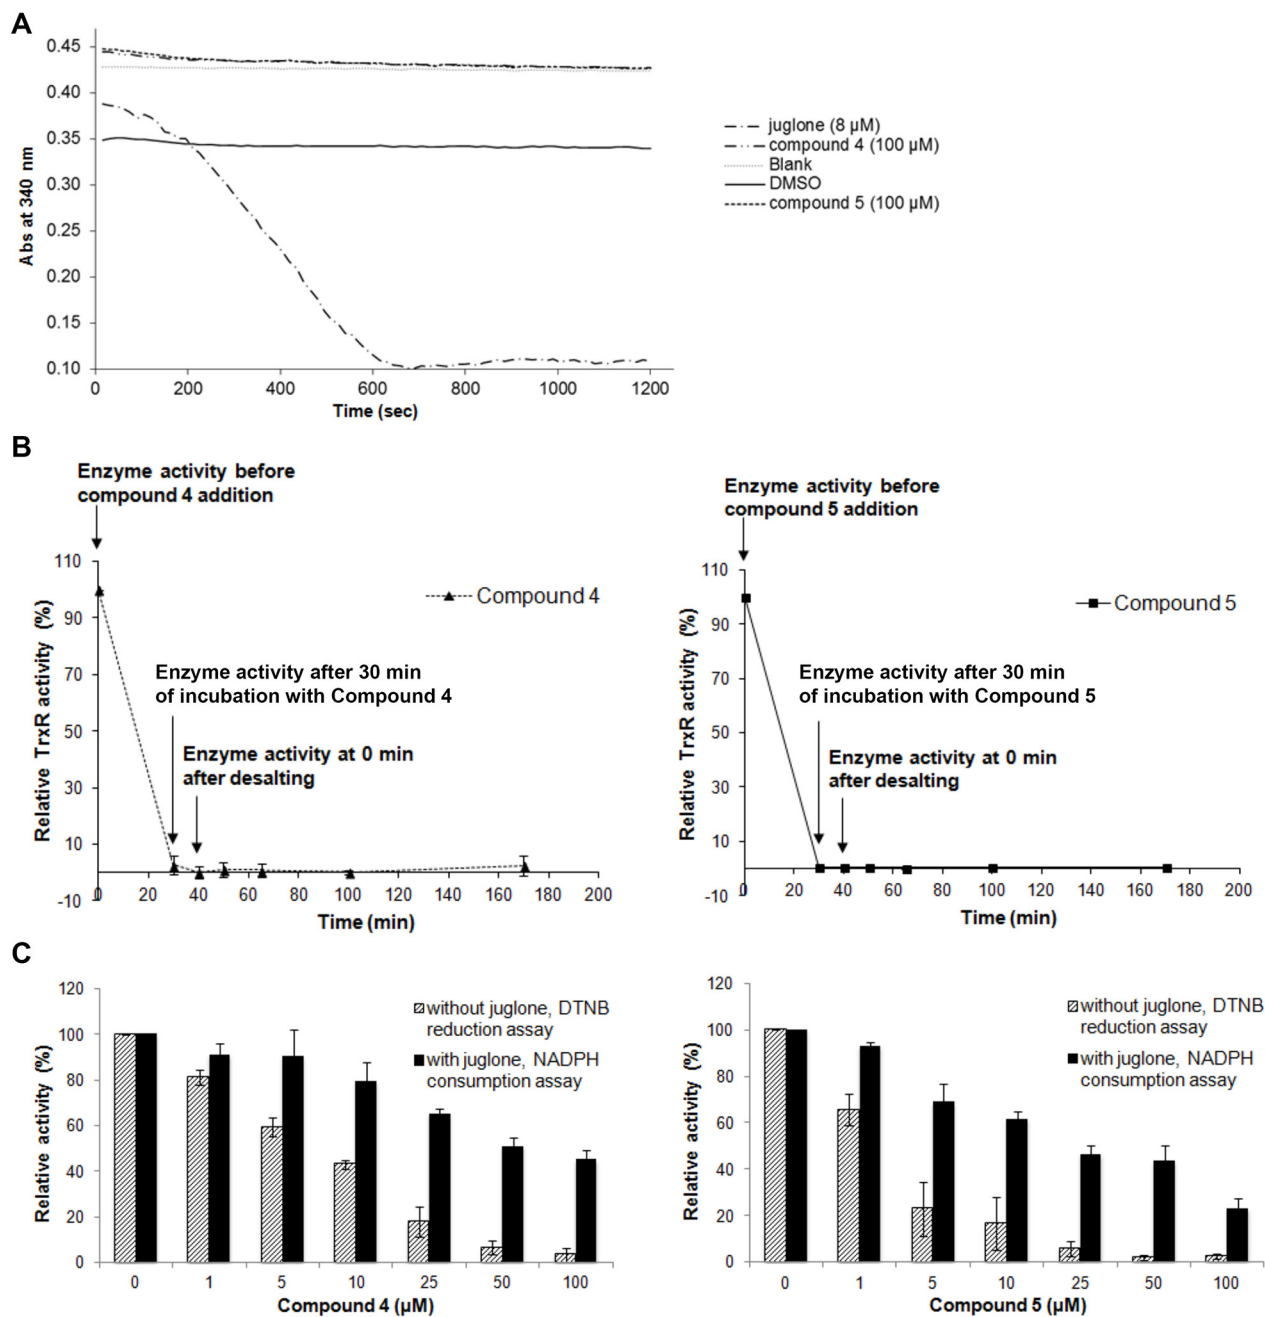 A
0.45
0.40
0.35
0.30
0.25
0.20
0.15
0.10
Abs at 340 nm
0 200 400 600 800 1000 1200
Time (sec)
juglone (8 µM)
compound 4 (100 µM)
Blank
DMSO
compound 5 (100 µM)
B
Enzyme activity before
compound 4 addition
110
90
70
50
30
10
-10
Relative TrxR activity (%)
Compound 4
Enzyme activity after 30 min
of incubation with Compound 4
Enzyme activity at 0 min
after desalting
0 20 40 60 80 100 120 140 160 180 200
Time (min)
Enzyme activity before
compound 5 addition
110
90
70
50
30
10
-10
Relative TrxR activity (%)
Compound 5
Enzyme activity after 30 min
of incubation with Compound 5
Enzyme activity at 0 min
after desalting
0 20 40 60 80 100 120 140 160 180 200
Time (min)
C
120
100
80
60
40
20
0
Relative activity (%)
without juglone, DTNB
reduction assay
with juglone, NADPH
consumption assay
0 1 5 10 25 50 100
Compound 4 (µM)
120
100
80
60
40
20
0
Relative activity (%)
without juglone, DTNB
reduction assay
with juglone, NADPH
consumption assay
0 1 5 10 25 50 100
Compound 5 (µM)